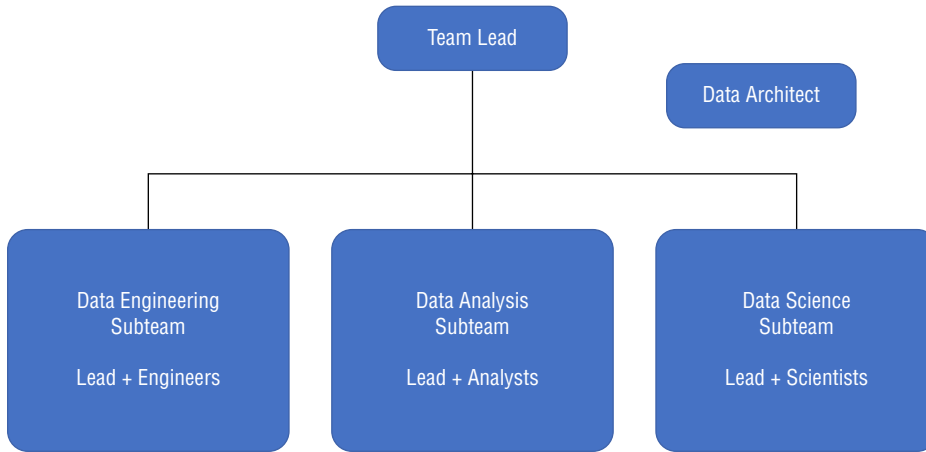 Team Lead
Data Architect
Data Engineering
Subteam
Lead + Engineers
Data Analysis
Subteam
Lead + Analysts
Data Science
Subteam
Lead + Scientists